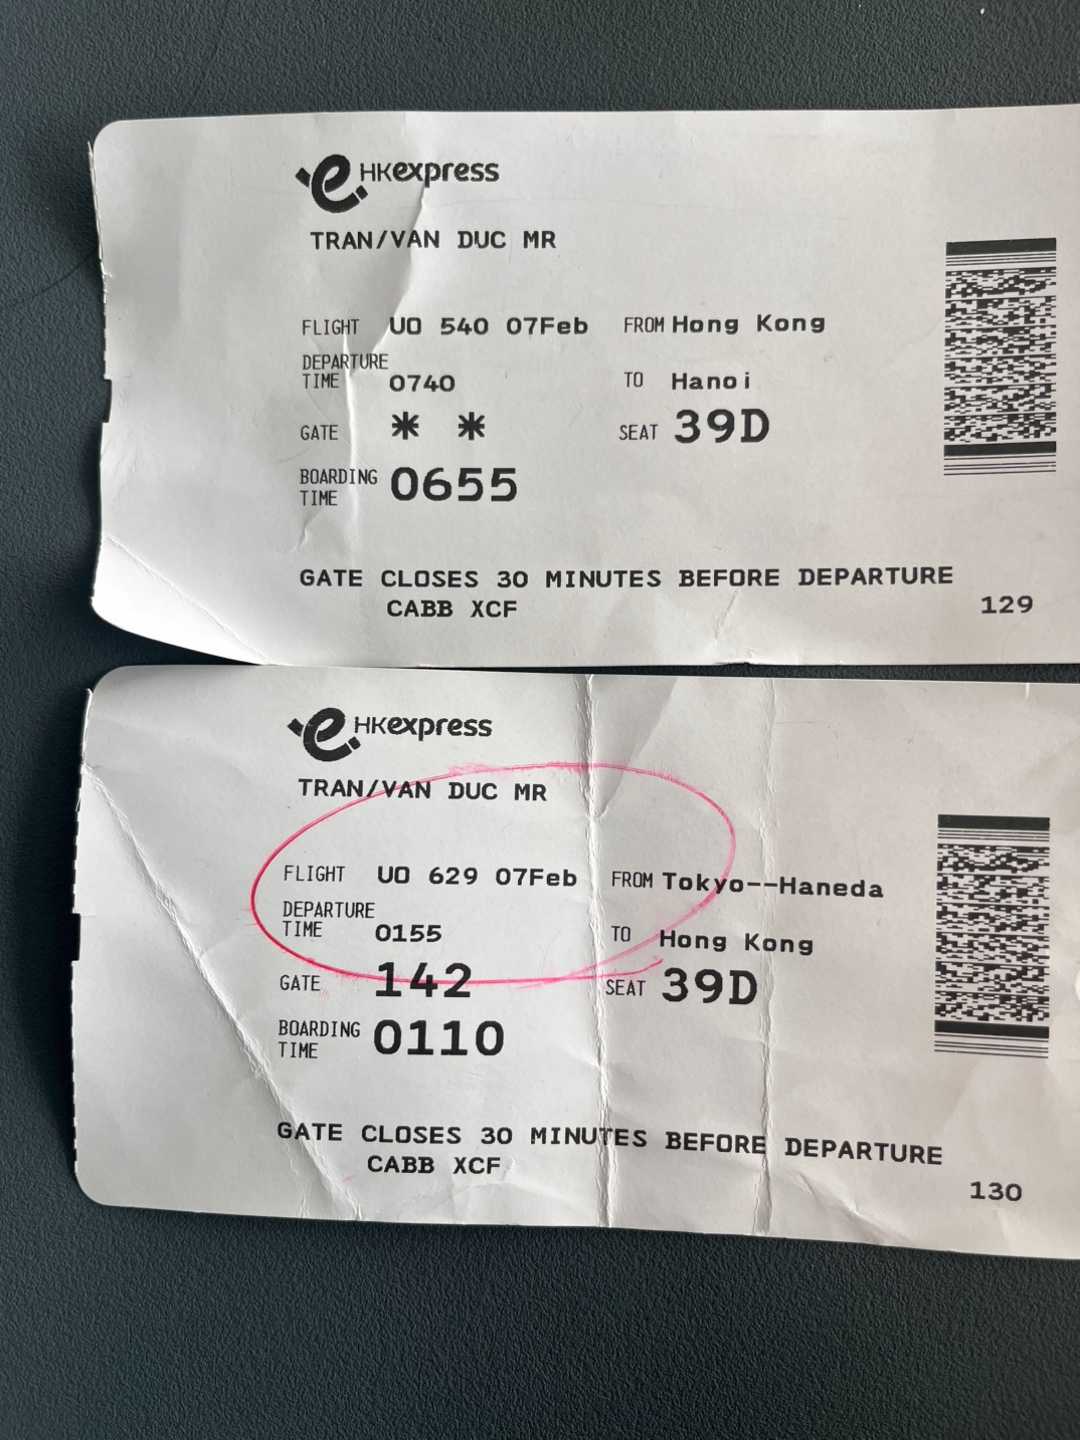 HKexpress
TRAN/VAN DUC MR
FLIGHT UO 540 07Feb FROM Hong Kong
DEPARTURE TIME 0740 TO Hanoi
GATE * * SEAT 39D
BOARDING TIME 0655
GATE CLOSES 30 MINUTES BEFORE DEPARTURE
CABB XCF 129
HKexpress
TRAN/VAN DUC MR
FLIGHT UO 629 07Feb FROM Tokyo--Haneda
DEPARTURE TIME 0155 TO Hong Kong
GATE 142 SEAT 39D
BOARDING TIME 0110
GATE CLOSES 30 MINUTES BEFORE DEPARTURE
CABB XCF 130